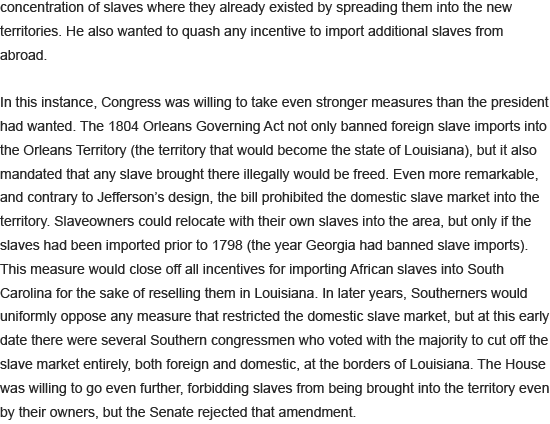 concentration of slaves where they already existed by spreading them into the new
territories. He also wanted to quash any incentive to import additional slaves from
abroad.
In this instance, Congress was willing to take even stronger measures than the president
had wanted. The 1804 Orleans Governing Act not only banned foreign slave imports into
the Orleans Territory (the territory that would become the state of Louisiana), but it also
mandated that any slave brought there illegally would be freed. Even more remarkable,
and contrary to Jefferson’s design, the bill prohibited the domestic slave market into the
territory. Slaveowners could relocate with their own slaves into the area, but only if the
slaves had been imported prior to 1798 (the year Georgia had banned slave imports).
This measure would close off all incentives for importing African slaves into South
Carolina for the sake of reselling them in Louisiana. In later years, Southerners would
uniformly oppose any measure that restricted the domestic slave market, but at this early
date there were several Southern congressmen who voted with the majority to cut off the
slave market entirely, both foreign and domestic, at the borders of Louisiana. The House
was willing to go even further, forbidding slaves from being brought into the territory even
by their owners, but the Senate rejected that amendment.